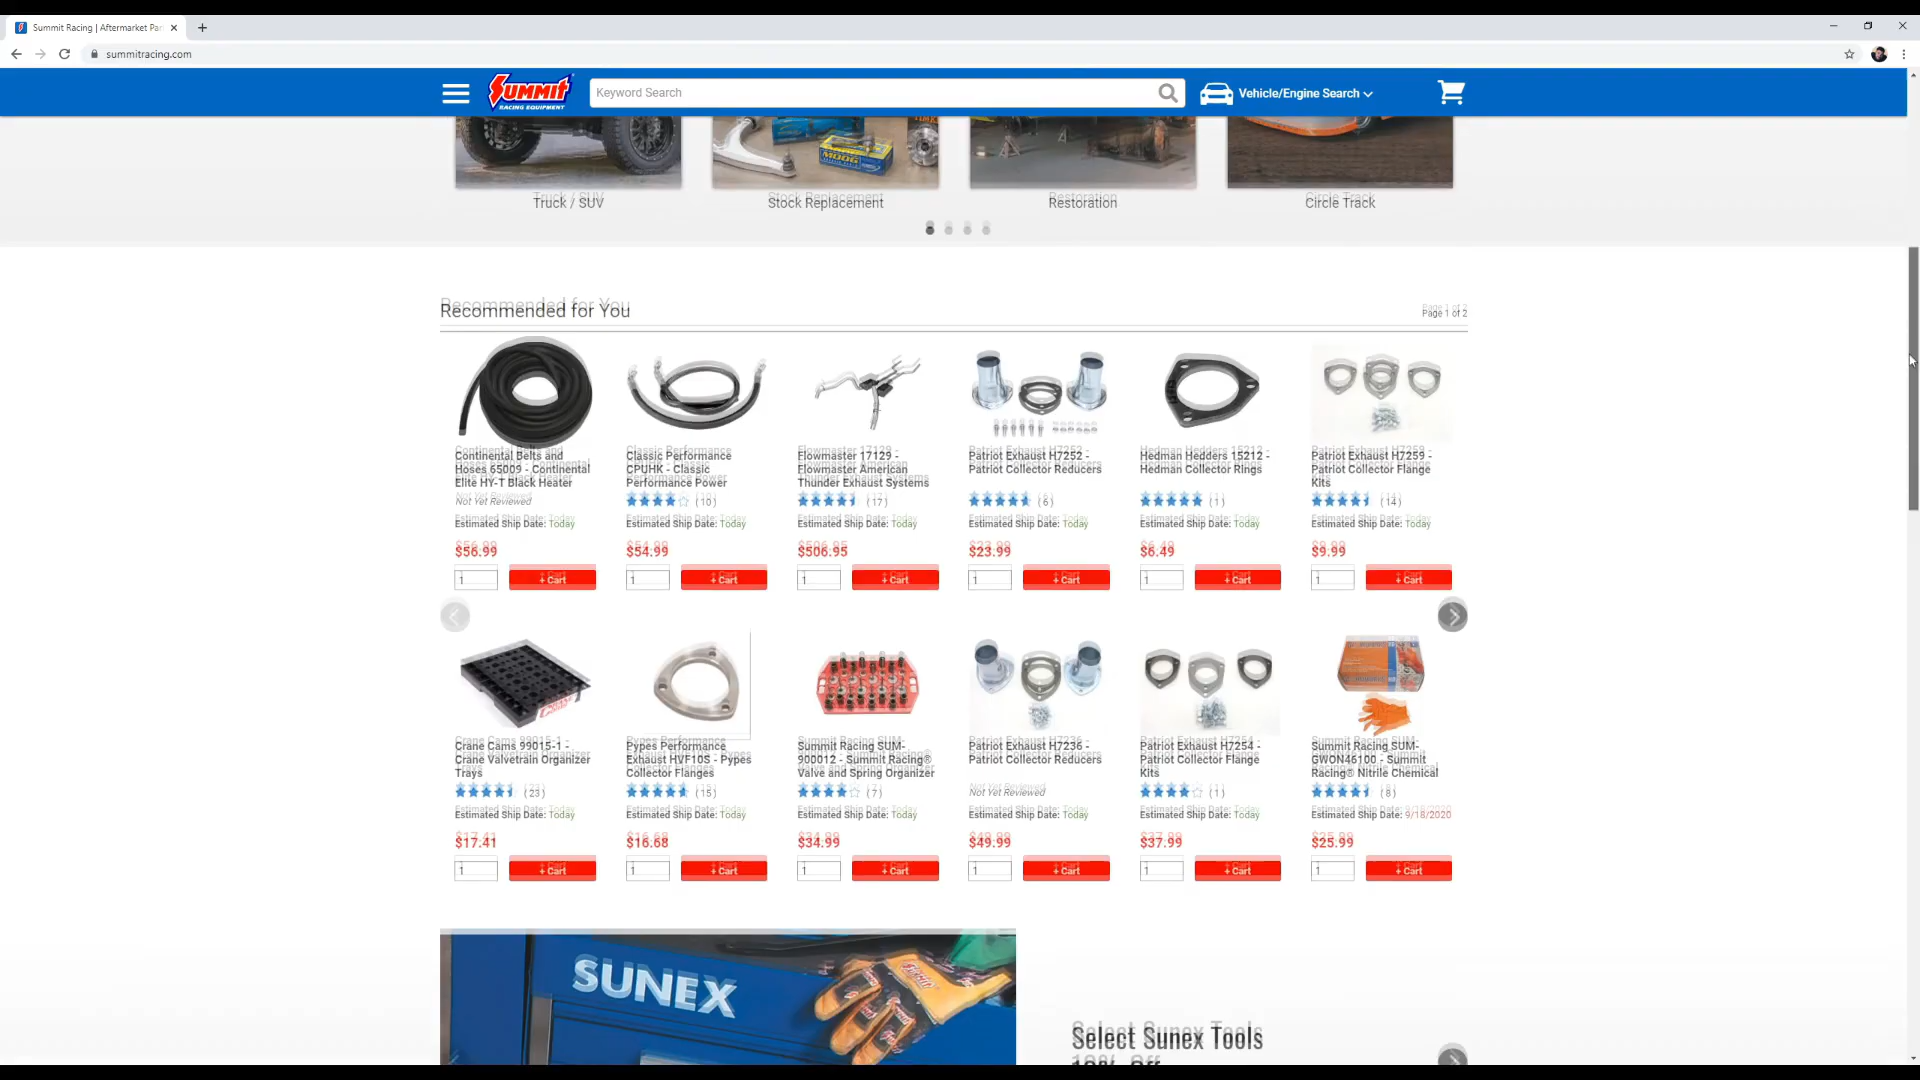 Summit Racing | Aftermarket Par
summitracing.com
SUMMIT
RACING EQUIPMENT
Keyword Search
Vehicle/Engine Search
MOOG
Truck / SUV
Stock Replacement
Restoration
Circle Track
Recommended for You
Page 1 of 2
Continental Belts and
Hoses 65009 - Continental
Elite HY-T Black Heater
Not Yet Reviewed
Estimated Ship Date: Today
$56.99
1
+ Cart
Classic Performance
CPUHK - Classic
Performance Power
(10)
Estimated Ship Date: Today
$54.99
1
+ Cart
Flowmaster 17129 -
Flowmaster American
Thunder Exhaust Systems
(17)
Estimated Ship Date: Today
$506.95
1
+ Cart
Patriot Exhaust H7252 -
Patriot Collector Reducers
(6)
Estimated Ship Date: Today
$23.99
1
+ Cart
Hedman Hedders 15212 -
Hedman Collector Rings
(1)
Estimated Ship Date: Today
$6.49
1
+ Cart
Patriot Exhaust H7259 -
Patriot Collector Flange
Kits
(14)
Estimated Ship Date: Today
$9.99
1
+ Cart
Crane Cams 99015-1 -
Crane Valvetrain Organizer
Trays
(23)
Estimated Ship Date: Today
$17.41
1
+ Cart
Pypes Performance
Exhaust HVF10S - Pypes
Collector Flanges
(15)
Estimated Ship Date: Today
$16.68
1
+ Cart
Summit Racing SUM-
900012 - Summit Racing®
Valve and Spring Organizer
(7)
Estimated Ship Date: Today
$34.99
1
+ Cart
Patriot Exhaust H7236 -
Patriot Collector Reducers
Not Yet Reviewed
Estimated Ship Date: Today
$49.99
1
+ Cart
Patriot Exhaust H7254 -
Patriot Collector Flange
Kits
(1)
Estimated Ship Date: Today
$37.99
1
+ Cart
Summit Racing SUM-
GWON46100 - Summit
Racing® Nitrile Chemical
(8)
Estimated Ship Date: 9/18/2020
$25.99
1
+ Cart
SUNEX
Select Sunex Tools
10% Off